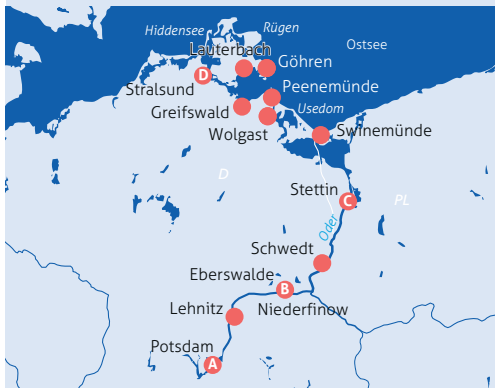 Hiddensee
Rügen
Ostsee
Lauterbach
Göhren
D
Stralsund
Peenemünde
Greifswald
Usedom
Wolgast
Swinemünde
D
Stettin
C
PL
Oder
Schwedt
Eberswalde
B
Niederfinow
Lehnitz
Potsdam
A